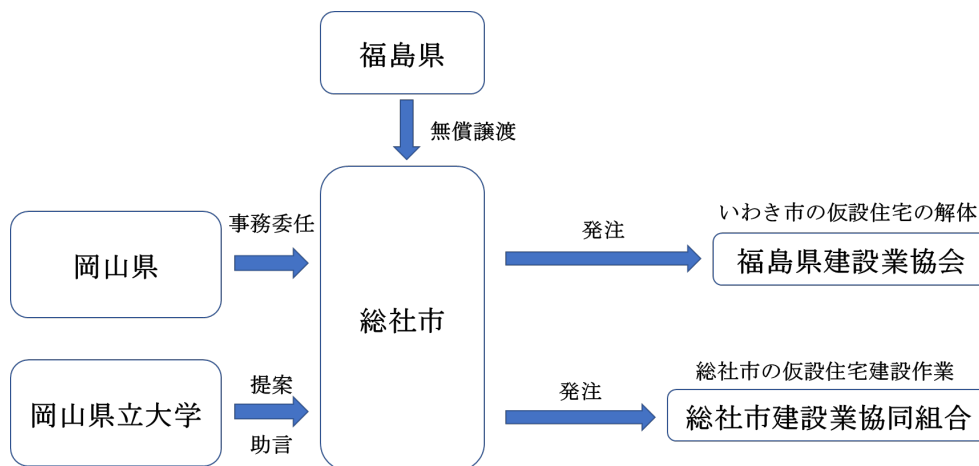 福島県
無償譲渡
岡山県
事務委任
総社市
発注
いわき市の仮設住宅の解体
福島県建設業協会
岡山県立大学
提案
助言
発注
総社市の仮設住宅建設作業
総社市建設業協同組合